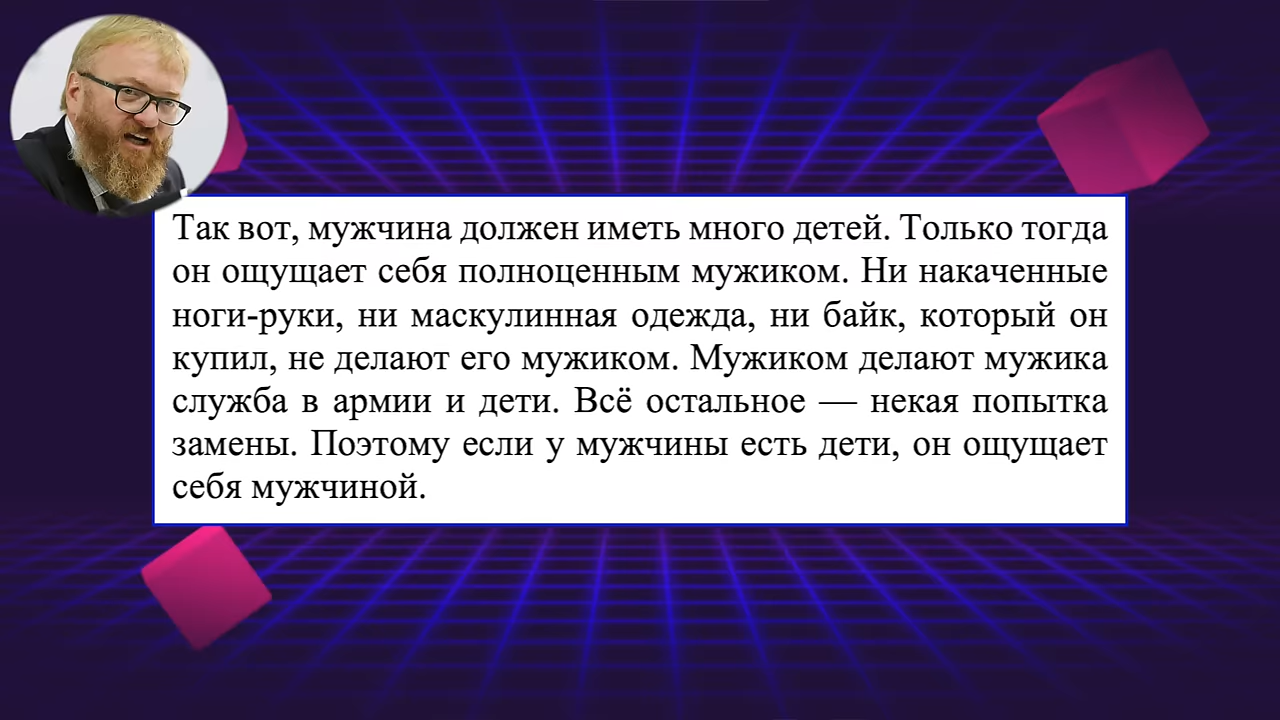 Так вот, мужчина должен иметь много детей. Только тогда
он ощущает себя полноценным мужиком. Ни накаченные
ноги-руки, ни маскулинная одежда, ни байк, который он
купил, не делают его мужиком. Мужиком делают мужика
служба в армии и дети. Всё остальное — некая попытка
замены. Поэтому если у мужчины есть дети, он ощущает
себя мужчиной.